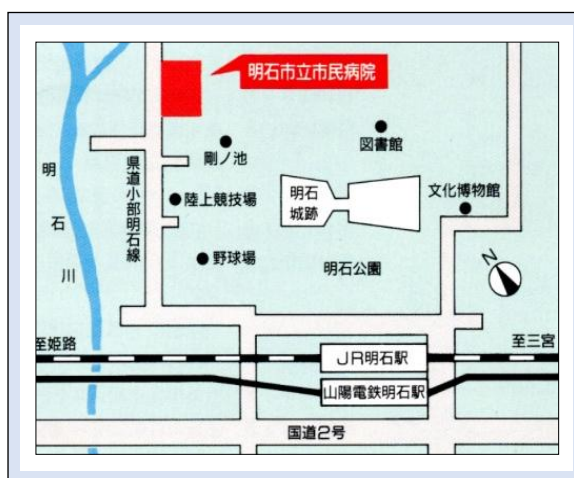 明石市立市民病院
図書館
剛ノ池
明石
城跡
文化博物館
陸上競技場
県道小部明石線
明石川
野球場
明石公園
N
至姫路
至三宮
JR明石駅
山陽電鉄明石駅
国道2号